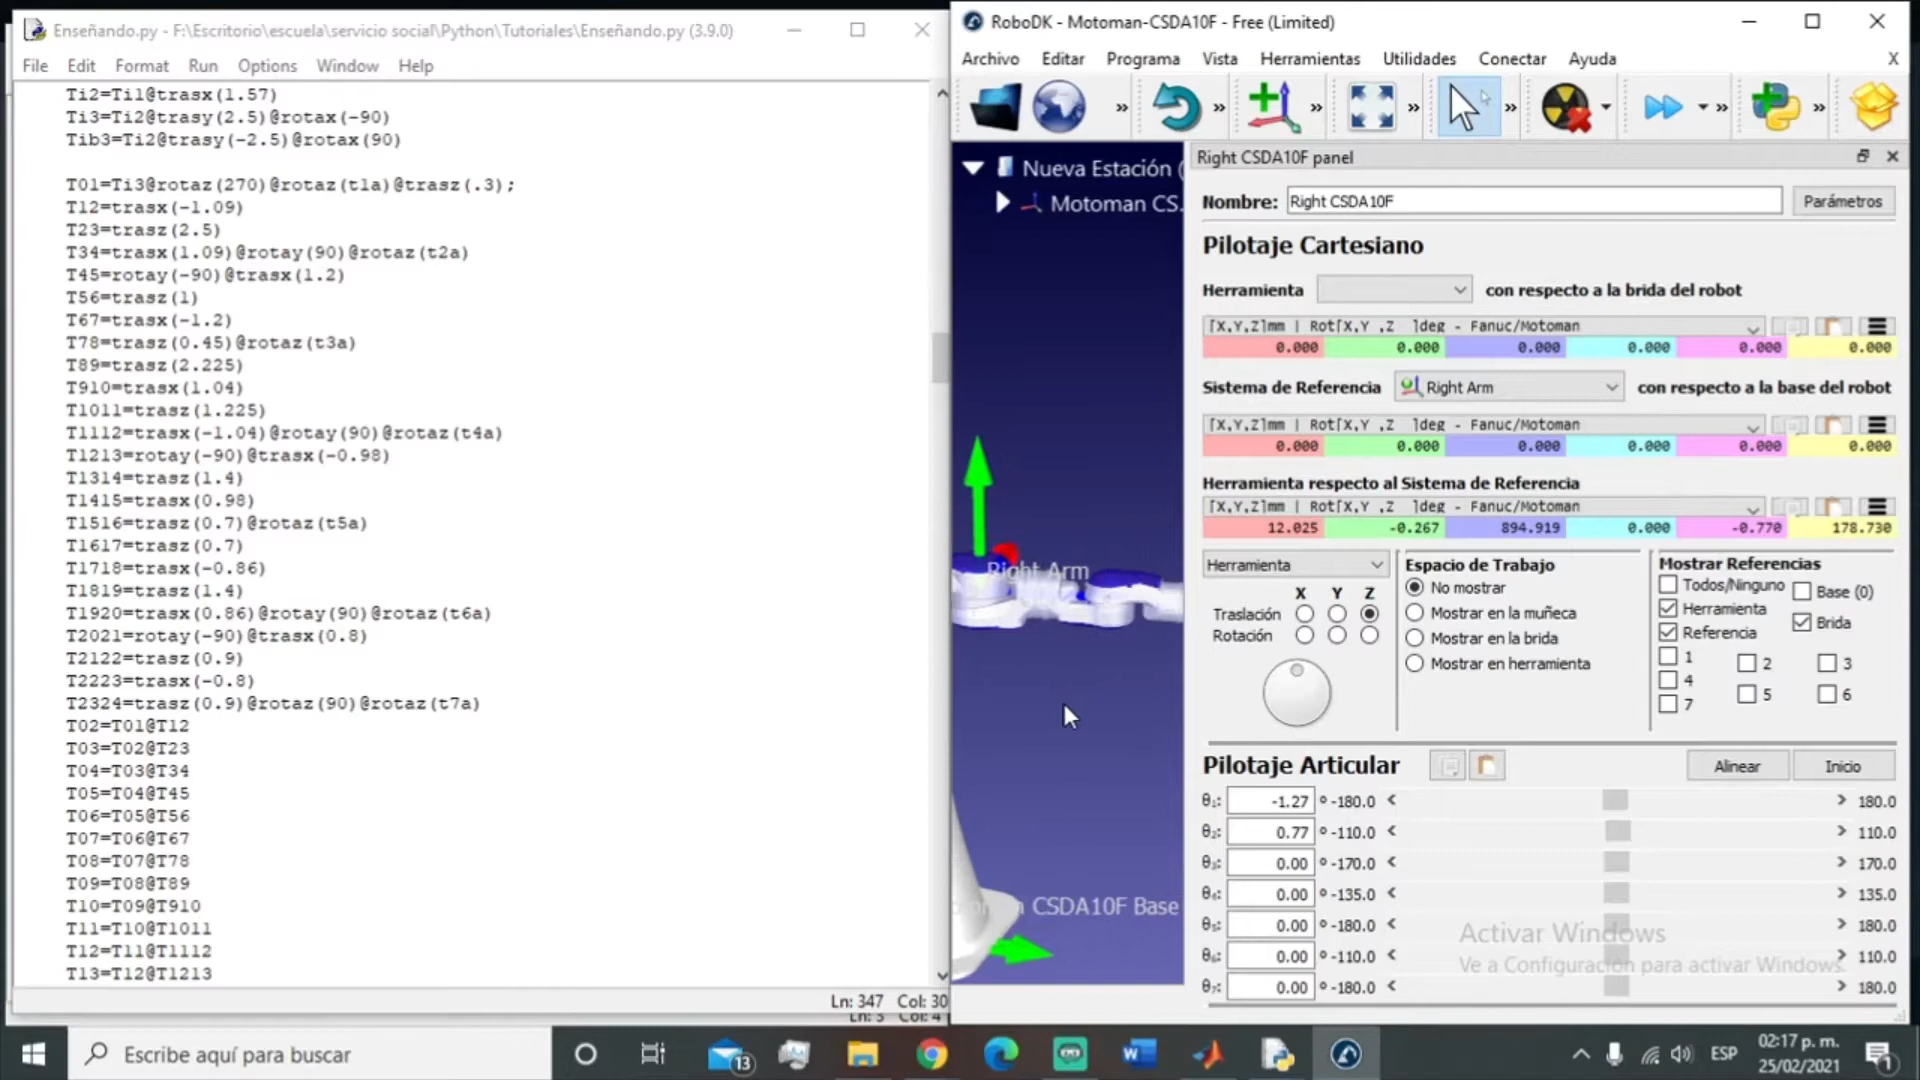 Enseñando.py - F:\Escritorio\escuela\servicio social\Python\Tutoriales\Enseñando.py (3.9.0)
File Edit Format Run Options Window Help
Ti2=Ti1@trasx(1.57)
Ti3=Ti2@trasy(2.5)@rotax(-90)
Tib3=Ti2@trasy(-2.5)@rotax(90)
T01=Ti3@rotaz(270)@rotaz(t1a)@trasz(.3);
T12=trasx(-1.09)
T23=trasz(2.5)
T34=trasx(1.09)@rotay(90)@rotaz(t2a)
T45=rotay(-90)@trasx(1.2)
T56=trasz(1)
T67=trasx(-1.2)
T78=trasz(0.45)@rotaz(t3a)
T89=trasz(2.225)
T910=trasx(1.04)
T1011=trasz(1.225)
T1112=trasx(-1.04)@rotay(90)@rotaz(t4a)
T1213=rotay(-90)@trasx(-0.98)
T1314=trasz(1.4)
T1415=trasx(0.98)
T1516=trasz(0.7)@rotaz(t5a)
T1617=trasz(0.7)
T1718=trasx(-0.86)
T1819=trasz(1.4)
T1920=trasx(0.86)@rotay(90)@rotaz(t6a)
T2021=rotay(-90)@trasx(0.8)
T2122=trasz(0.9)
T2223=trasx(-0.8)
T2324=trasz(0.9)@rotaz(90)@rotaz(t7a)
T02=T01@T12
T03=T02@T23
T04=T03@T34
T05=T04@T45
T06=T05@T56
T07=T06@T67
T08=T07@T78
T09=T08@T89
T10=T09@T910
T11=T10@T1011
T12=T11@T1112
T13=T12@T1213
Ln: 347 Col: 30
Ln: 5 Col: 4
RoboDK - Motoman-CSDA10F - Free (Limited)
Archivo Editar Programa Vista Herramientas Utilidades Conectar Ayuda X
Nueva Estación (
Motoman CS.
Right Arm
CSDA10F Base
Right CSDA10F panel
Nombre: Right CSDA10F Parámetros
Pilotaje Cartesiano
Herramienta con respecto a la brida del robot
[X,Y,Z]mm | Rot[X,Y ,Z ]deg - Fanuc/Motoman
0.000 0.000 0.000 0.000 0.000 0.000
Sistema de Referencia Right Arm con respecto a la base del robot
[X,Y,Z]mm | Rot[X,Y ,Z ]deg - Fanuc/Motoman
0.000 0.000 0.000 0.000 0.000 0.000
Herramienta respecto al Sistema de Referencia
[X,Y,Z]mm | Rot[X,Y ,Z ]deg - Fanuc/Motoman
12.025 -0.267 894.919 0.000 -0.770 178.730
Herramienta
X Y Z
Traslación
Rotación
Espacio de Trabajo
No mostrar
Mostrar en la muñeca
Mostrar en la brida
Mostrar en herramienta
Mostrar Referencias
Todos/Ninguno Base (0)
Herramienta
Referencia Brida
1 2 3
4 5 6
7
Pilotaje Articular Alinear Inicio
θ1: -1.27 º -180.0 < > 180.0
θ2: 0.77 º -110.0 < > 110.0
θ3: 0.00 º -170.0 < > 170.0
θ4: 0.00 º -135.0 < > 135.0
θ5: 0.00 º -180.0 < > 180.0
θ6: 0.00 º -110.0 < > 110.0
θ7: 0.00 º -180.0 < > 180.0
Activar Windows
Ve a Configuración para activar Windows.
Escribe aquí para buscar
13
ESP
02:17 p. m.
25/02/2021
1